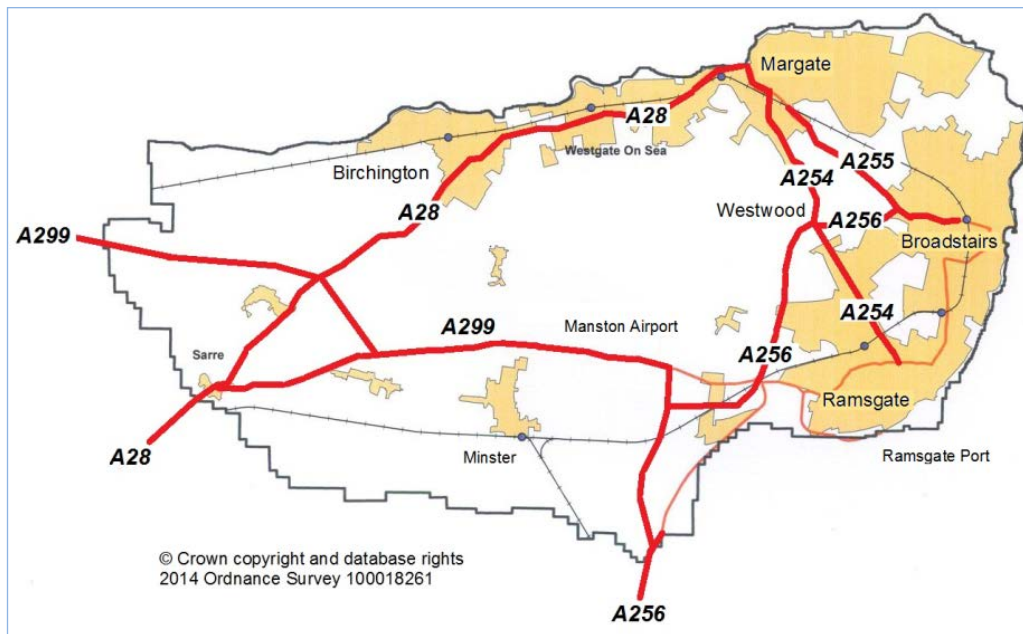 Margate
A28
Westgate On Sea
A255
Birchington
A254
A28
Westwood
A256
A299
Broadstairs
A299
Manston Airport
A254
Sarre
A256
Ramsgate
A28
Minster
Ramsgate Port
© Crown copyright and database rights
2014 Ordnance Survey 100018261
A256